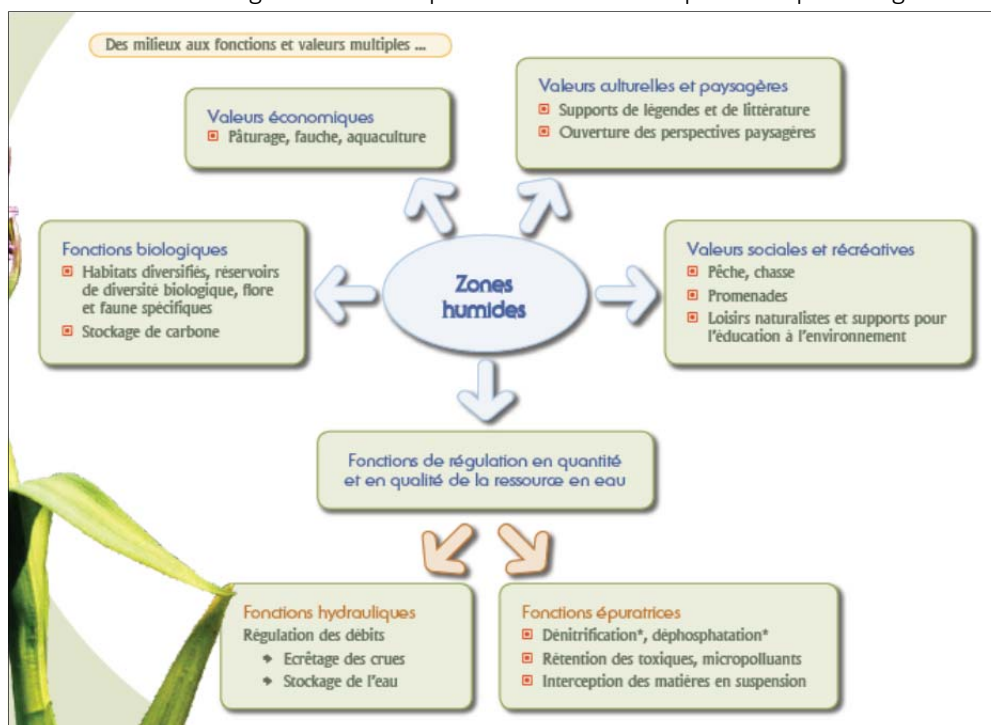 Des milieux aux fonctions et valeurs multiples ...
Valeurs économiques
Pâturage, fauche, aquaculture
Valeurs culturelles et paysagères
Supports de légendes et de littérature
Ouverture des perspectives paysagères
Fonctions biologiques
Habitats diversifiés, réservoirs
de diversité biologique, flore
et faune spécifiques
Stockage de carbone
Zones
humides
Valeurs sociales et récréatives
Pêche, chasse
Promenades
Loisirs naturalistes et supports pour
l'éducation à l'environnement
Fonctions de régulation en quantité
et en qualité de la ressource en eau
Fonctions hydrauliques
Régulation des débits
Ecrêtage des crues
Stockage de l'eau
Fonctions épuratrices
Dénitrification*, déphosphatation*
Rétention des toxiques, micropolluants
Interception des matières en suspension